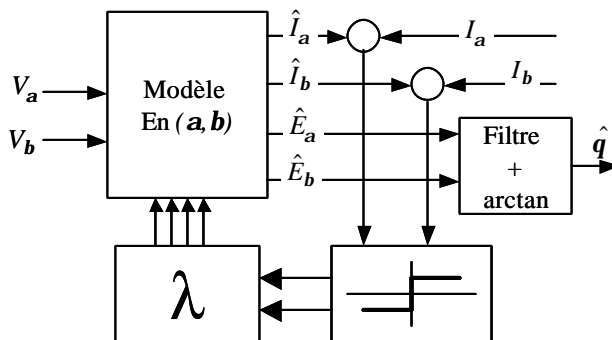 Î_a
I_a
Î_b
I_b
V_a
Modèle
En (a,b)
V_b
Ê_a
Ê_b
Filtre
+
arctan
q̂
λ